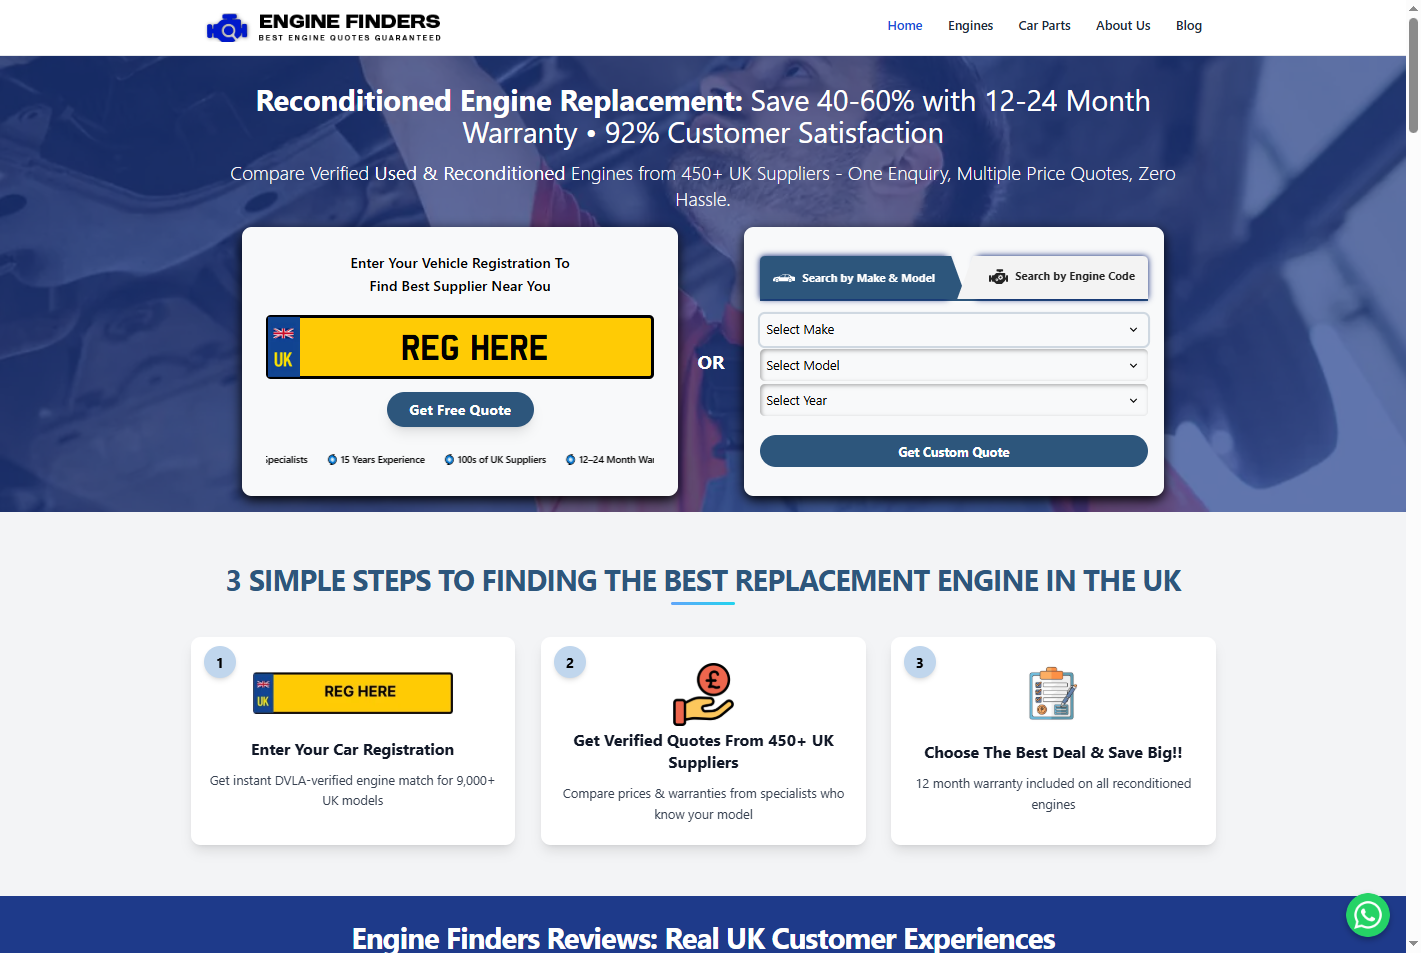 ENGINE FINDERS
BEST ENGINE QUOTES GUARANTEED
Home
Engines
Car Parts
About Us
Blog
Reconditioned Engine Replacement: Save 40-60% with 12-24 Month
Warranty • 92% Customer Satisfaction
Compare Verified Used & Reconditioned Engines from 450+ UK Suppliers - One Enquiry, Multiple Price Quotes, Zero
Hassle.
Enter Your Vehicle Registration To
Find Best Supplier Near You
UK
REG HERE
Get Free Quote
15 Years Experience
100s of UK Suppliers
12–24 Month
OR
Search by Make & Model
Search by Engine Code
Select Make
Select Model
Select Year
Get Custom Quote
3 SIMPLE STEPS TO FINDING THE BEST REPLACEMENT ENGINE IN THE UK
1
UK
REG HERE
Enter Your Car Registration
Get instant DVLA-verified engine match for 9,000+
UK models
2
£
Get Verified Quotes From 450+ UK
Suppliers
Compare prices & warranties from specialists who
know your model
3
Choose The Best Deal & Save Big!!
12 month warranty included on all reconditioned
engines
Engine Finders Reviews: Real UK Customer Experiences